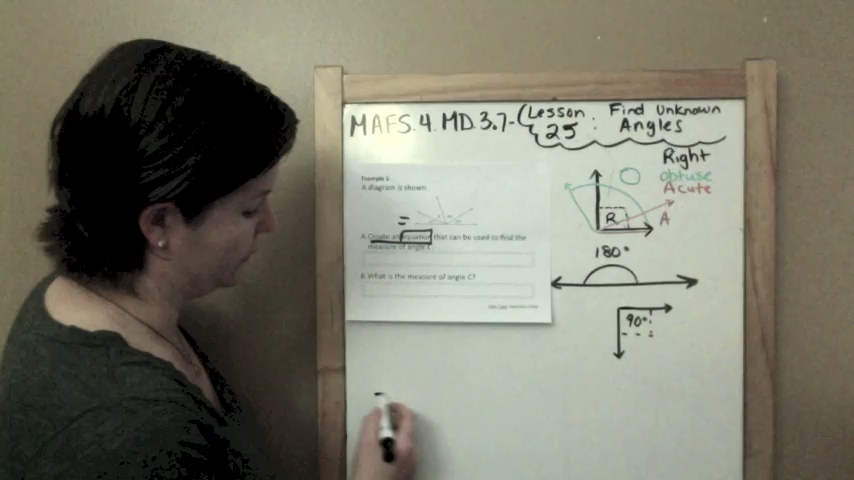 MAFS.4.MD.3.7-(Lesson : Find Unknown
25 Angles
Example 1
A diagram is shown.
=
A. Create an equation that can be used to find the
measure of angle C.
B. What is the measure of angle C?
Right
obtuse
Acute
O
R
A
180°
90°